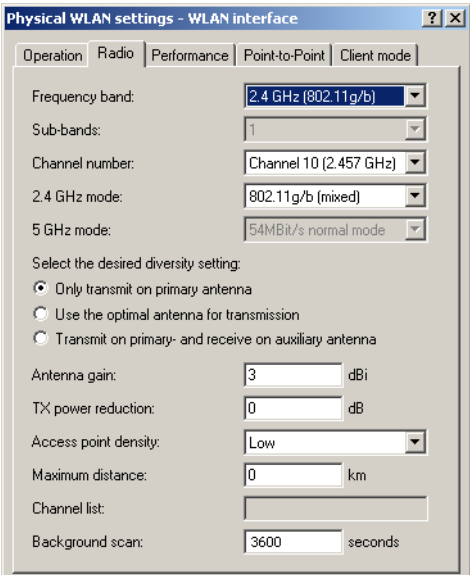 Physical WLAN settings - WLAN interface
Operation Radio Performance Point-to-Point Client mode
Frequency band: 2.4 GHz (802.11g/b)
Sub-bands: 1
Channel number: Channel 10 (2.457 GHz)
2.4 GHz mode: 802.11g/b (mixed)
5 GHz mode: 54MBit/s normal mode
Select the desired diversity setting:
Only transmit on primary antenna
Use the optimal antenna for transmission
Transmit on primary- and receive on auxiliary antenna
Antenna gain: 3 dBi
TX power reduction: 0 dB
Access point density: Low
Maximum distance: 0 km
Channel list:
Background scan: 3600 seconds